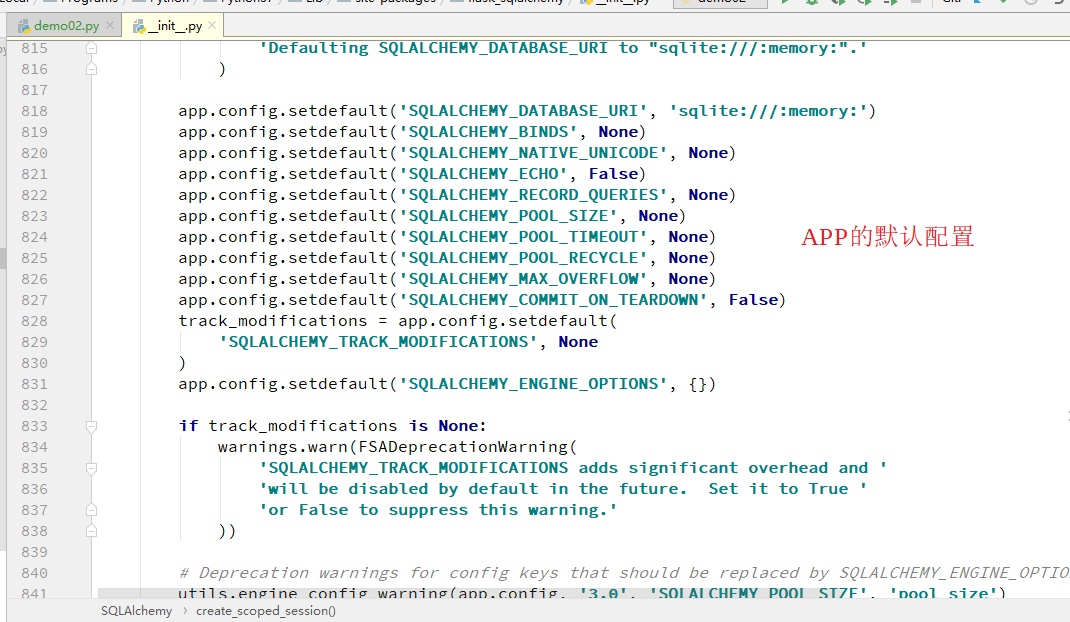 demo02.py × __init__.py ×
815 'Defaulting SQLALCHEMY_DATABASE_URI to "sqlite:///:memory:".'
816 )
817
818 app.config.setdefault('SQLALCHEMY_DATABASE_URI', 'sqlite:///:memory:')
819 app.config.setdefault('SQLALCHEMY_BINDS', None)
820 app.config.setdefault('SQLALCHEMY_NATIVE_UNICODE', None)
821 app.config.setdefault('SQLALCHEMY_ECHO', False)
822 app.config.setdefault('SQLALCHEMY_RECORD_QUERIES', None)
823 app.config.setdefault('SQLALCHEMY_POOL_SIZE', None)
824 app.config.setdefault('SQLALCHEMY_POOL_TIMEOUT', None)
APP的默认配置
825 app.config.setdefault('SQLALCHEMY_POOL_RECYCLE', None)
826 app.config.setdefault('SQLALCHEMY_MAX_OVERFLOW', None)
827 app.config.setdefault('SQLALCHEMY_COMMIT_ON_TEARDOWN', False)
828 track_modifications = app.config.setdefault(
829 'SQLALCHEMY_TRACK_MODIFICATIONS', None
830 )
831 app.config.setdefault('SQLALCHEMY_ENGINE_OPTIONS', {})
832
833 if track_modifications is None:
834 warnings.warn(FSADeprecationWarning(
835 'SQLALCHEMY_TRACK_MODIFICATIONS adds significant overhead and '
836 'will be disabled by default in the future.  Set it to True '
837 'or False to suppress this warning.'
838 ))
839
840 # Deprecation warnings for config keys that should be replaced by SQLALCHEMY_ENGINE_OPTIO
841 utils.engine_config_warning(app.config, '3.0', 'SQLALCHEMY_POOL_SIZE', 'pool_size')
SQLAlchemy › create_scoped_session()